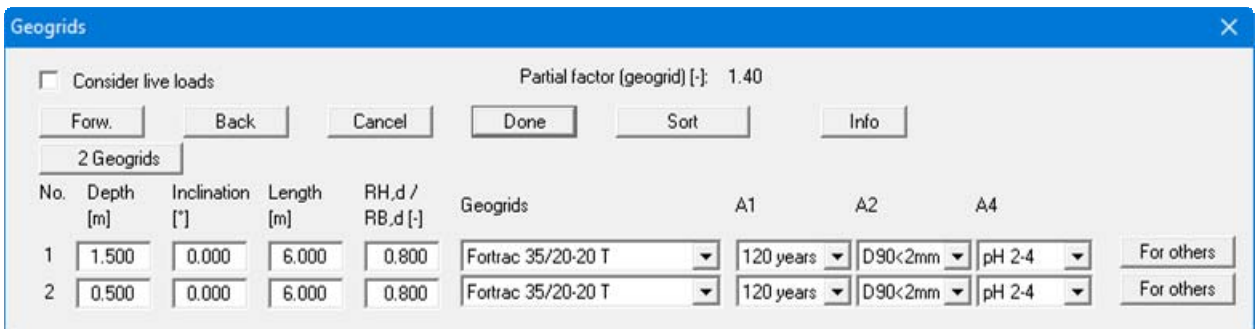 Geogrids
Consider live loads Partial factor (geogrid) [-]: 1.40
Forw. Back Cancel Done Sort Info
2 Geogrids
No. Depth Inclination Length RH,d / Geogrids A1 A2 A4
[m] [°] [m] RB,d [-]
1 1.500 0.000 6.000 0.800 Fortrac 35/20-20 T 120 years D90<2mm pH 2-4 For others
2 0.500 0.000 6.000 0.800 Fortrac 35/20-20 T 120 years D90<2mm pH 2-4 For others